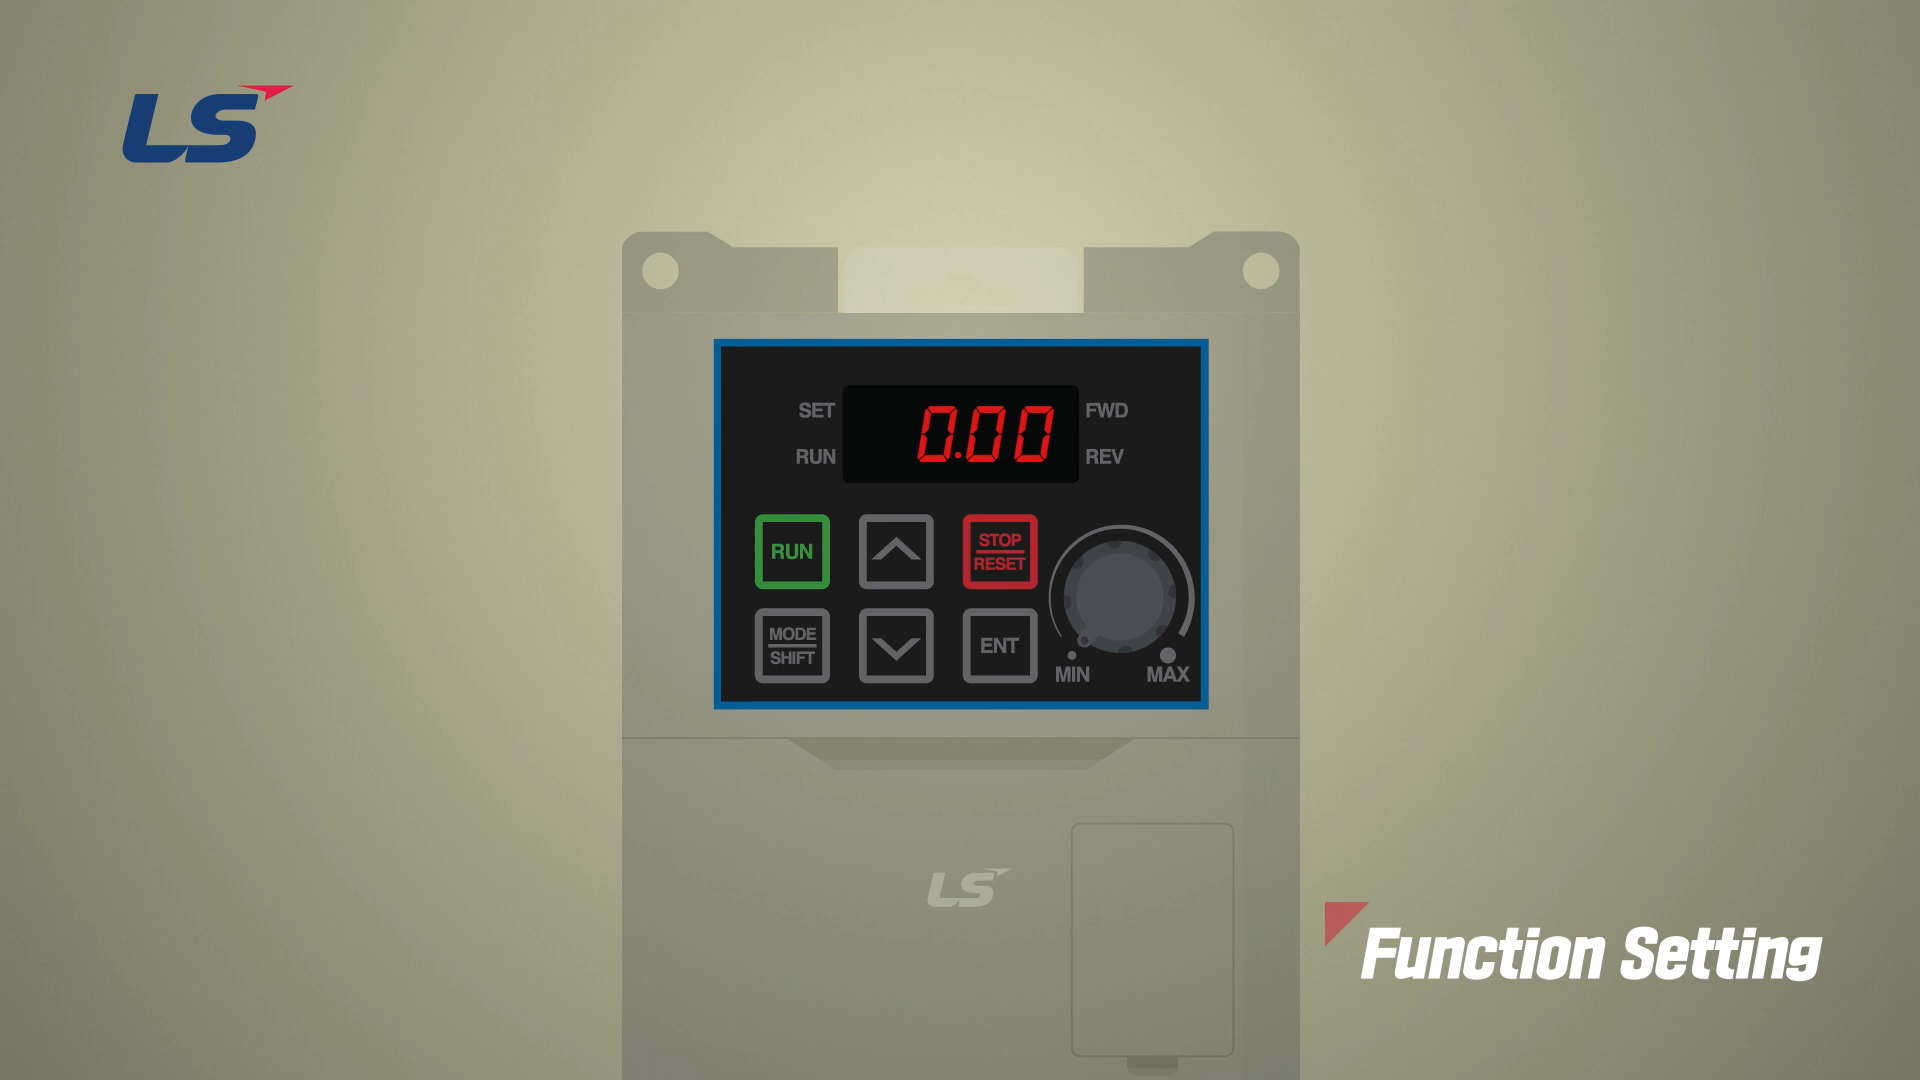 LS
SET
0.00
FWD
RUN
REV
RUN
STOP
RESET
MODE
SHIFT
ENT
MIN
MAX
LS
Function Setting